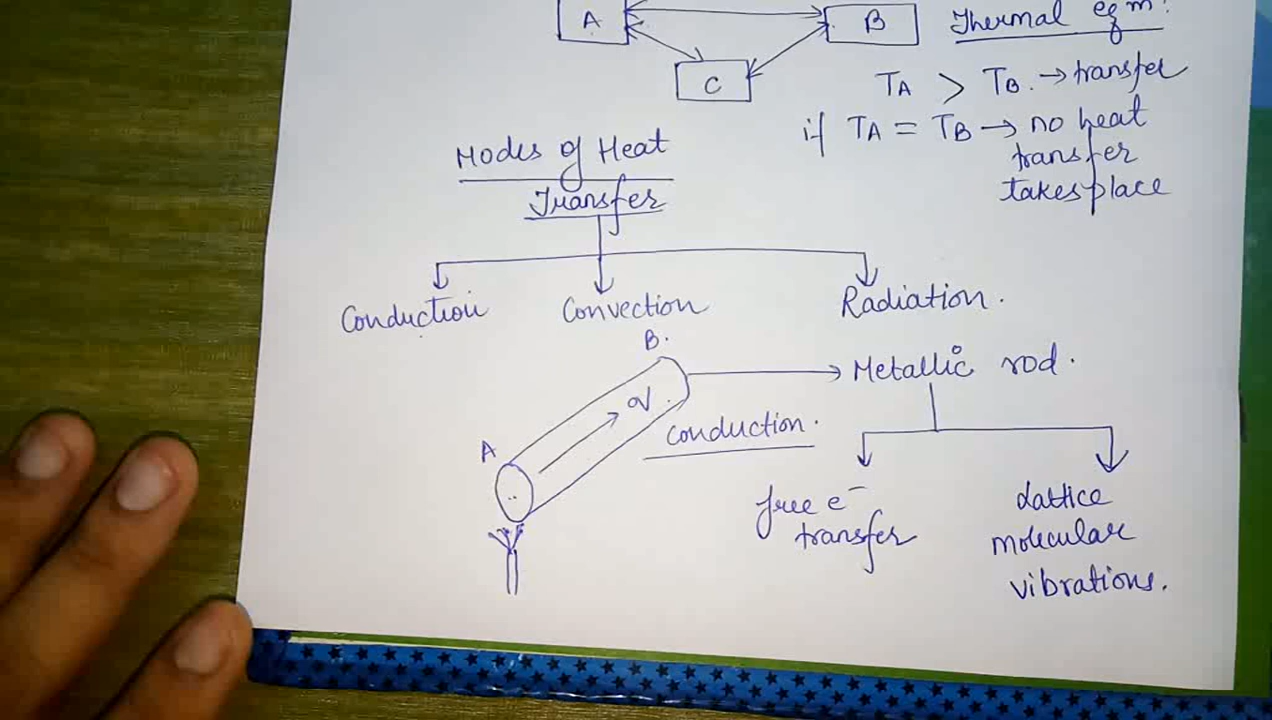 A
B
Thermal eqm.
C
TA > TB. → transfer
if TA = TB → no heat
transfer
takes place
Modes of Heat
Transfer
Conduction
Convection
Radiation.
B.
Metallic rod.
A
conduction.
free e⁻
transfer
Lattice
molecular
vibrations.